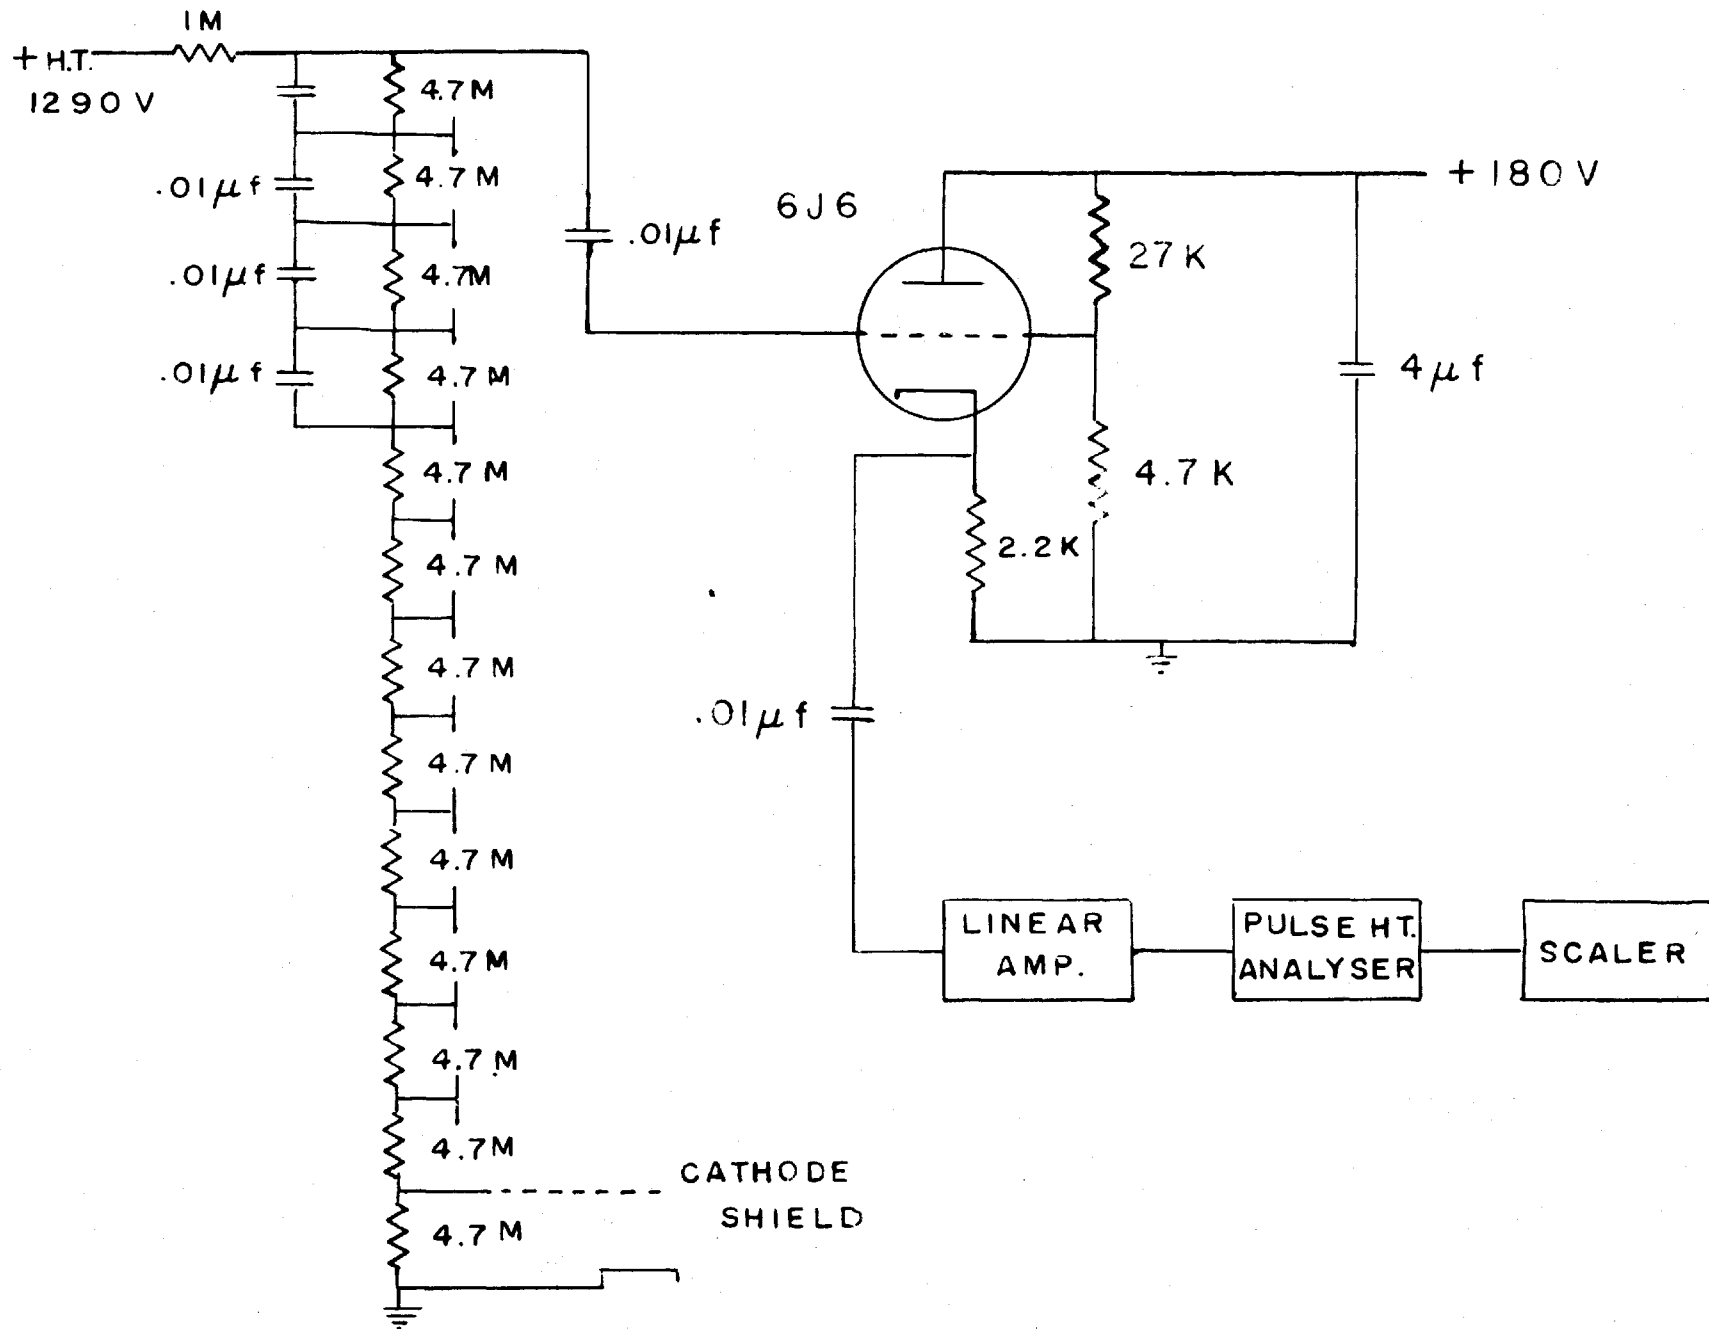 1M
+ H.T.
1290 V
4.7M
.01μf
4.7 M
.01μf
4.7M
.01μf
4.7 M
4.7 M
4.7 M
4.7 M
4.7 M
4.7 M
4.7 M
4.7 M
4.7M
4.7 M
CATHODE
SHIELD
.01μf
6J6
+180V
27K
4μf
4.7 K
2.2K
.01μf
LINEAR
AMP.
PULSE HT.
ANALYSER
SCALER